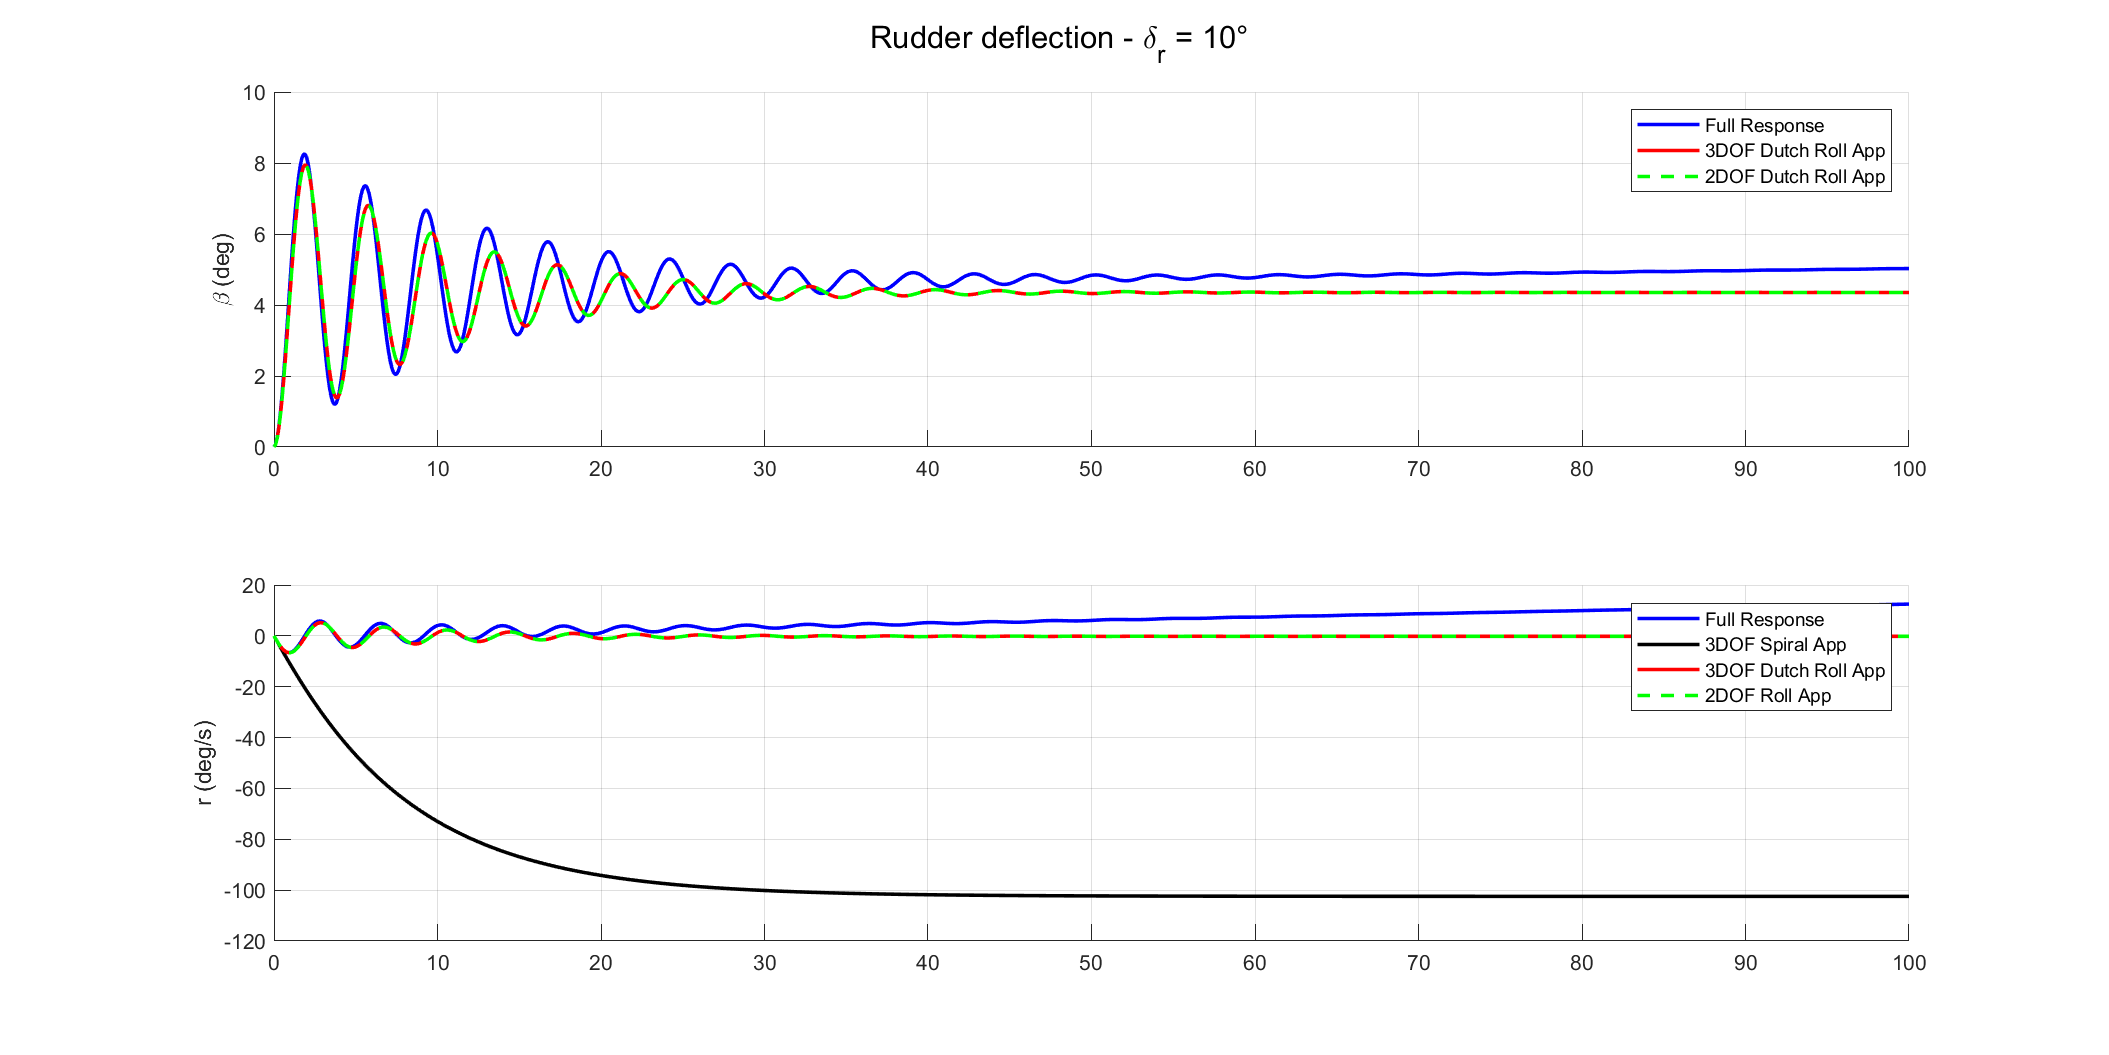 Rudder deflection - δr = 10°
10
8
6
4
2
0
β (deg)
0 10 20 30 40 50 60 70 80 90 100
Full Response
3DOF Dutch Roll App
2DOF Dutch Roll App
20
0
-20
-40
-60
-80
-100
-120
r (deg/s)
0 10 20 30 40 50 60 70 80 90 100
Full Response
3DOF Spiral App
3DOF Dutch Roll App
2DOF Roll App